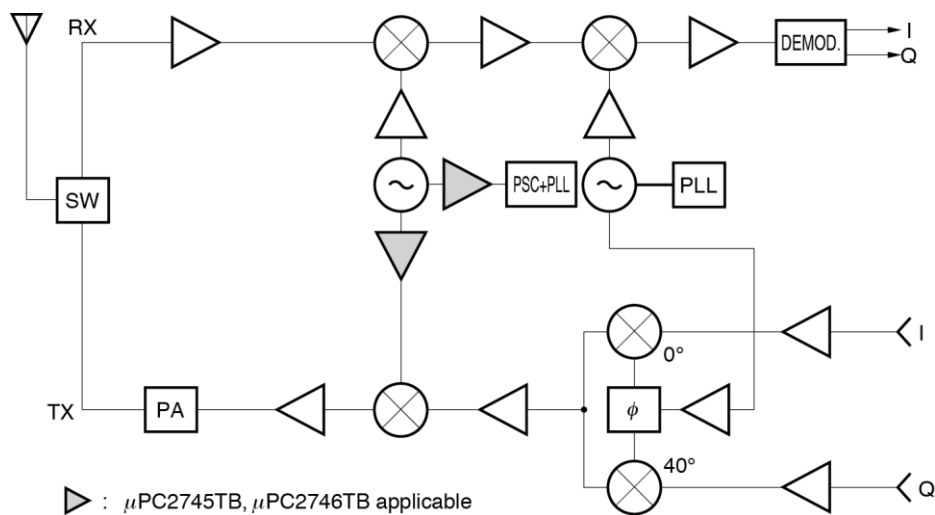 RX
I
DEMOD.
Q
SW
PSC+PLL
PLL
0°
I
TX
PA
ϕ
40°
Q
: μPC2745TB, μPC2746TB applicable